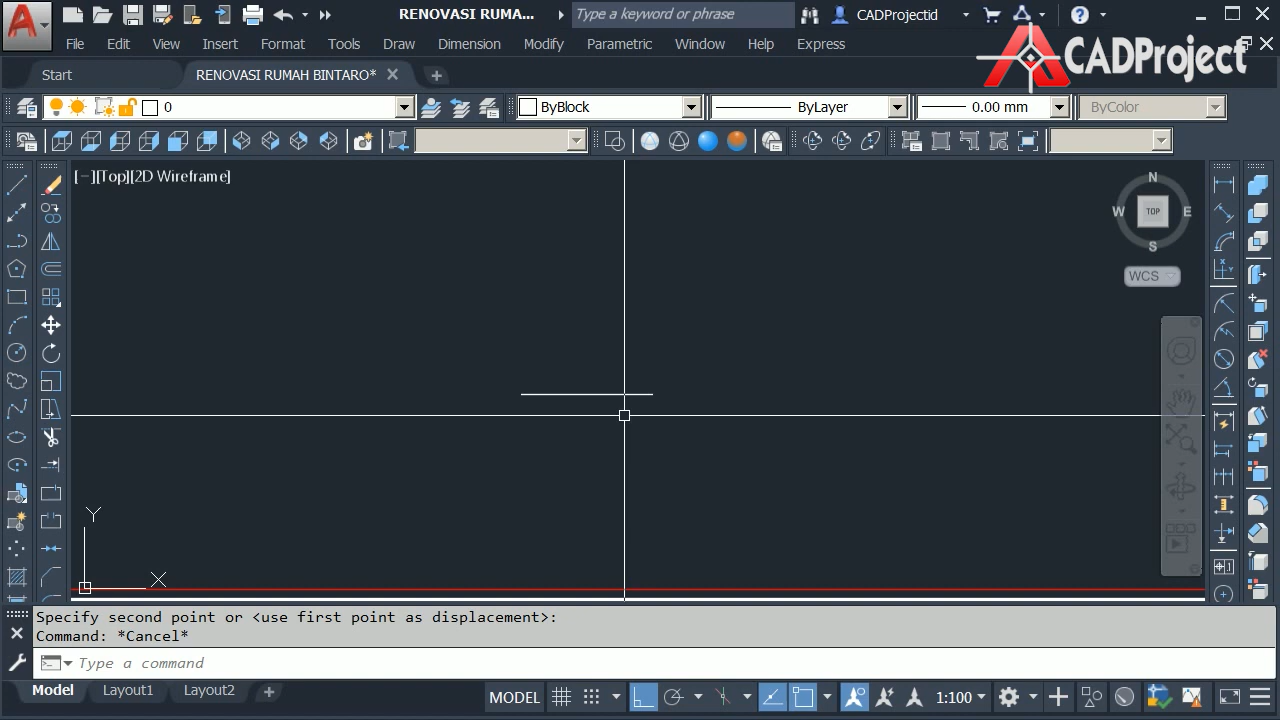 RENOVASI RUMA...
Type a keyword or phrase
CADProjectid
File Edit View Insert Format Tools Draw Dimension Modify Parametric Window Help Express
CADProject
Start
RENOVASI RUMAH BINTARO*
0
ByBlock
ByLayer
0.00 mm
ByColor
[−][Top][2D Wireframe]
N
W TOP E
S
WCS
Y
X
Specify second point or <use first point as displacement>:
Command: *Cancel*
Type a command
Model Layout1 Layout2
MODEL
1:100